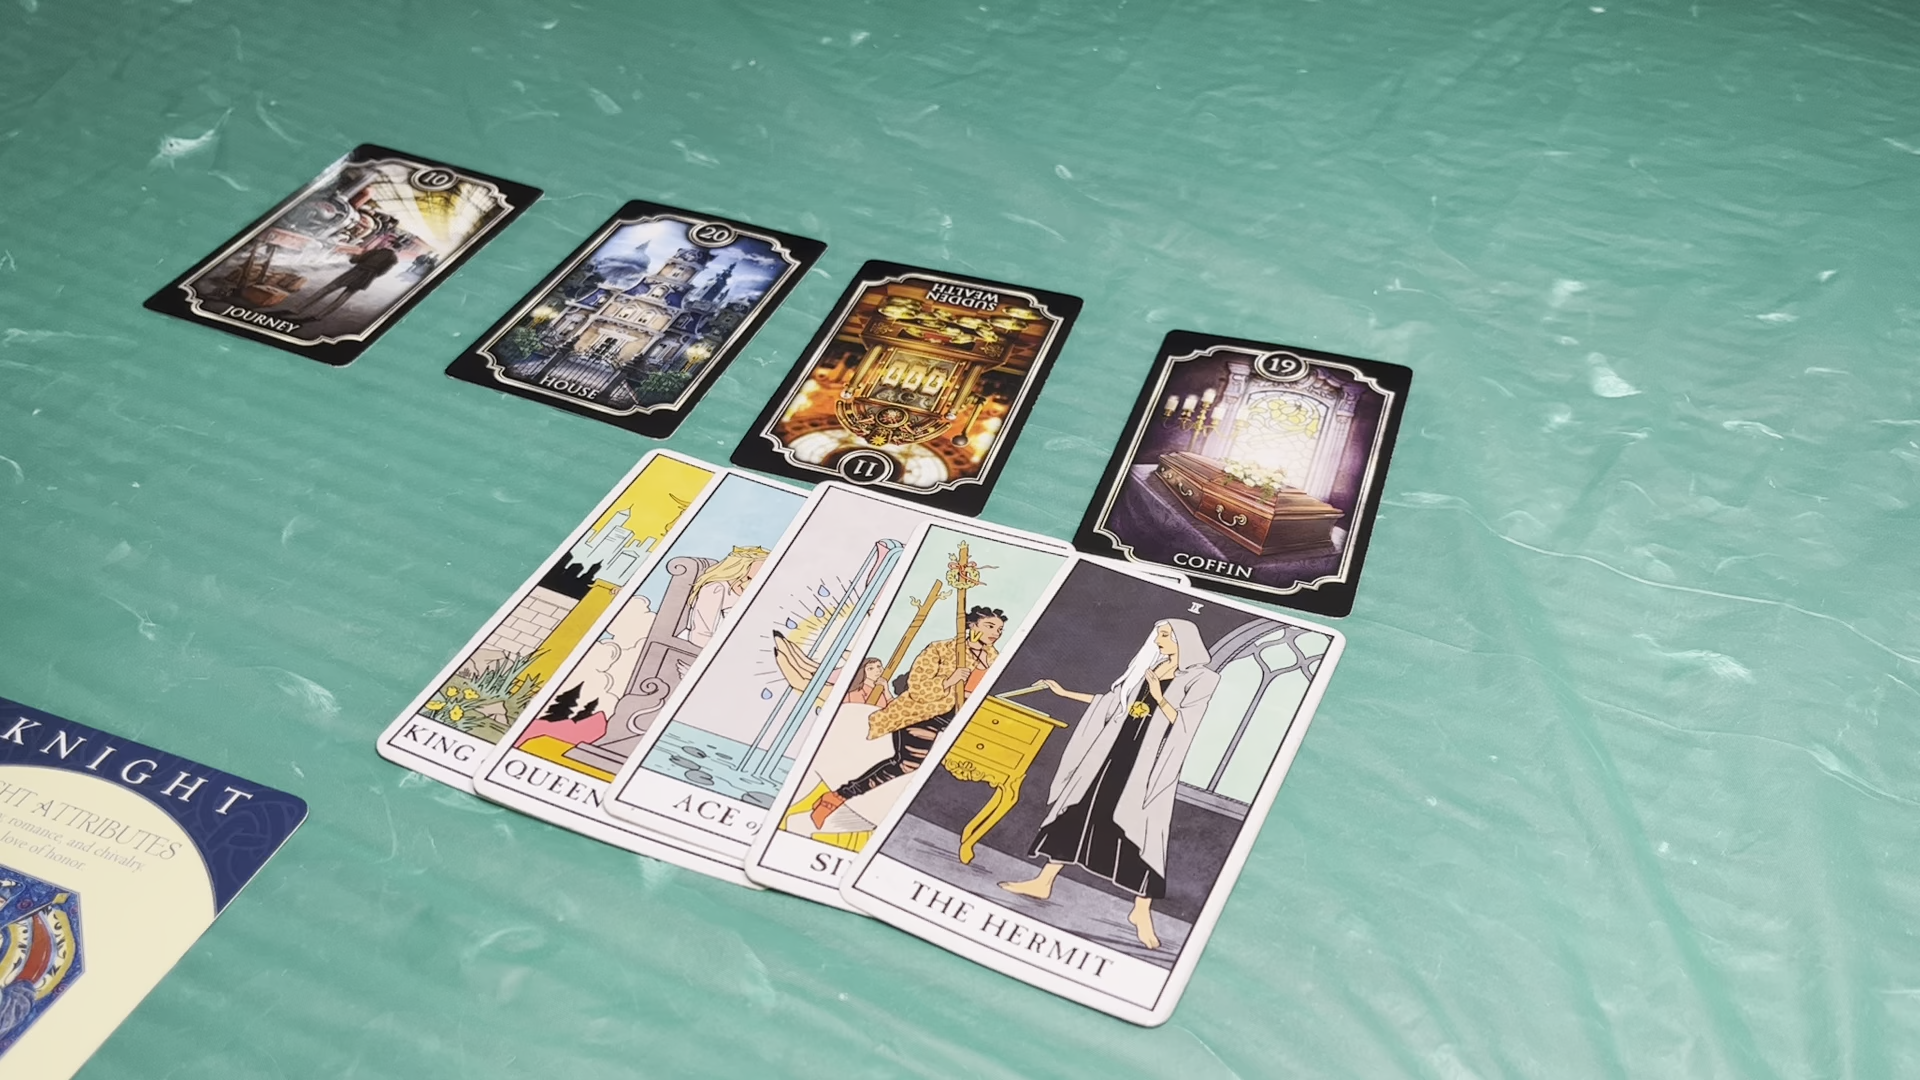 10
JOURNEY
20
HOUSE
SUDDEN
WEALTH
11
19
COFFIN
KING
QUEEN
ACE
THE HERMIT
KNIGHT
ATTRIBUTES
romance, and chivalry
love of honor